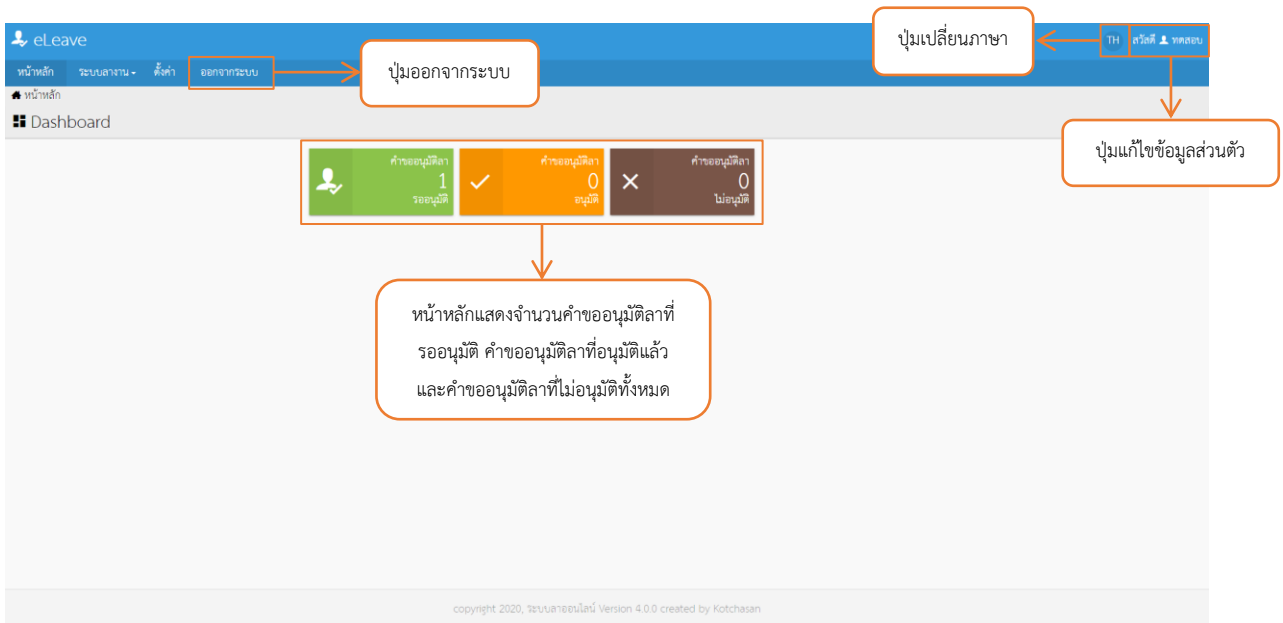 eLeave
ปุ่มเปลี่ยนภาษา
TH สวัสดี ทดสอบ
หน้าหลัก ระบบลางาน ตั้งค่า ออกจากระบบ
ปุ่มออกจากระบบ
หน้าหลัก
Dashboard
ปุ่มแก้ไขข้อมูลส่วนตัว
คำขออนุมัติลา
1
รออนุมัติ
คำขออนุมัติลา
0
อนุมัติ
คำขออนุมัติลา
0
ไม่อนุมัติ
หน้าหลักแสดงจำนวนคำขออนุมัติลาที่
รออนุมัติ คำขออนุมัติลาที่อนุมัติแล้ว
และคำขออนุมัติลาที่ไม่อนุมัติทั้งหมด
copyright 2020, ระบบลาออนไลน์ Version 4.0.0 created by Kotchasan